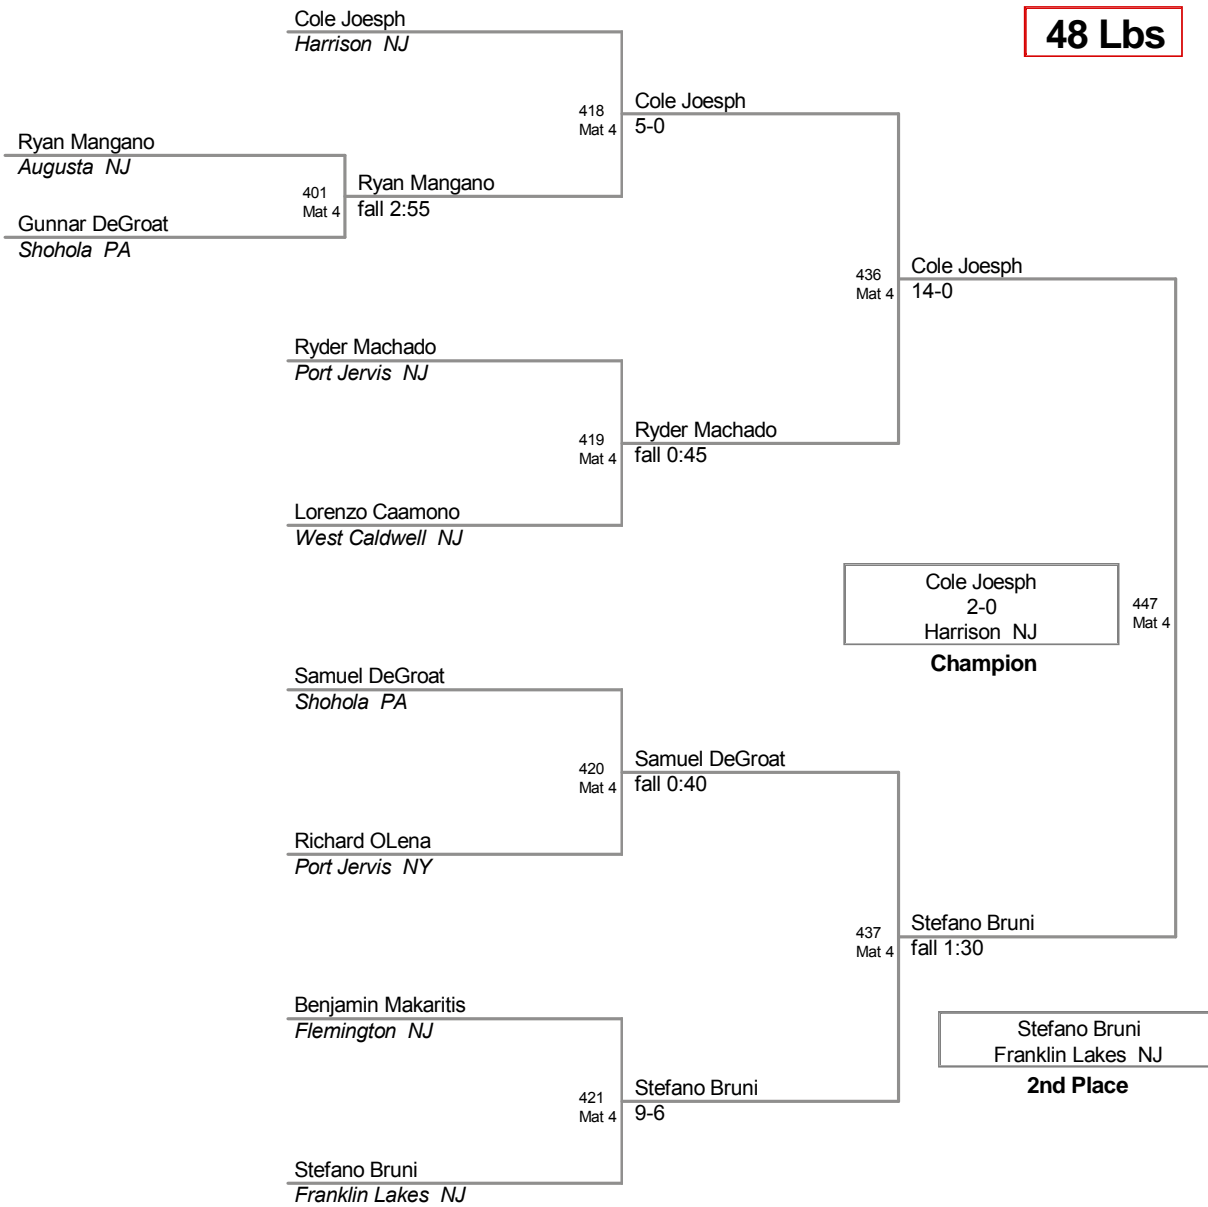 Cole Joesph
Harrison NJ
48 Lbs
418
Mat 4
Cole Joesph
5-0
Ryan Mangano
Augusta NJ
401
Mat 4
Ryan Mangano
fall 2:55
Gunnar DeGroat
Shohola PA
436
Mat 4
Cole Joesph
14-0
Ryder Machado
Port Jervis NJ
419
Mat 4
Ryder Machado
fall 0:45
Lorenzo Caamono
West Caldwell NJ
Cole Joesph
2-0
Harrison NJ
Champion
447
Mat 4
Samuel DeGroat
Shohola PA
420
Mat 4
Samuel DeGroat
fall 0:40
Richard OLena
Port Jervis NY
437
Mat 4
Stefano Bruni
fall 1:30
Benjamin Makaritis
Flemington NJ
Stefano Bruni
Franklin Lakes NJ
2nd Place
421
Mat 4
Stefano Bruni
9-6
Stefano Bruni
Franklin Lakes NJ